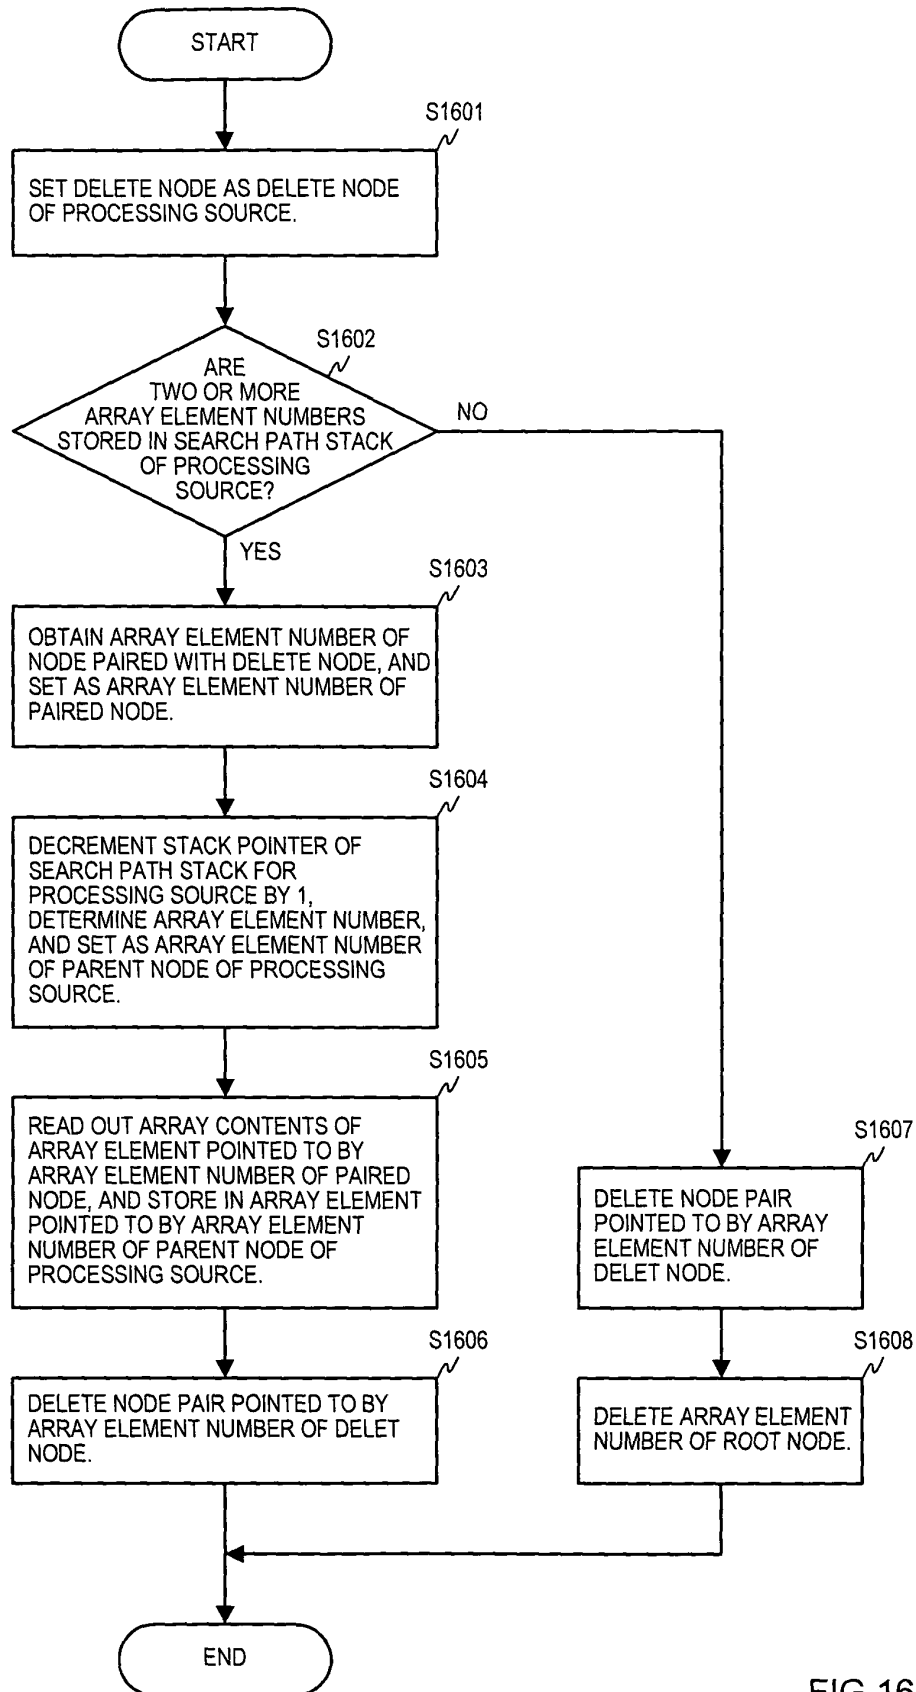 START
S1601
SET DELETE NODE AS DELETE NODE
OF PROCESSING SOURCE.
S1602
ARE
TWO OR MORE
ARRAY ELEMENT NUMBERS
STORED IN SEARCH PATH STACK
OF PROCESSING
SOURCE?
NO
YES
S1603
OBTAIN ARRAY ELEMENT NUMBER OF
NODE PAIRED WITH DELETE NODE, AND
SET AS ARRAY ELEMENT NUMBER OF
PAIRED NODE.
S1604
DECREMENT STACK POINTER OF
SEARCH PATH STACK FOR
PROCESSING SOURCE BY 1,
DETERMINE ARRAY ELEMENT NUMBER,
AND SET AS ARRAY ELEMENT NUMBER
OF PARENT NODE OF PROCESSING
SOURCE.
S1605
READ OUT ARRAY CONTENTS OF
ARRAY ELEMENT POINTED TO BY
ARRAY ELEMENT NUMBER OF PAIRED
NODE, AND STORE IN ARRAY ELEMENT
POINTED TO BY ARRAY ELEMENT
NUMBER OF PARENT NODE OF
PROCESSING SOURCE.
S1607
DELETE NODE PAIR
POINTED TO BY ARRAY
ELEMENT NUMBER OF
DELET NODE.
S1606
DELETE NODE PAIR POINTED TO BY
ARRAY ELEMENT NUMBER OF DELET
NODE.
S1608
DELETE ARRAY ELEMENT
NUMBER OF ROOT NODE.
END
FIG.16